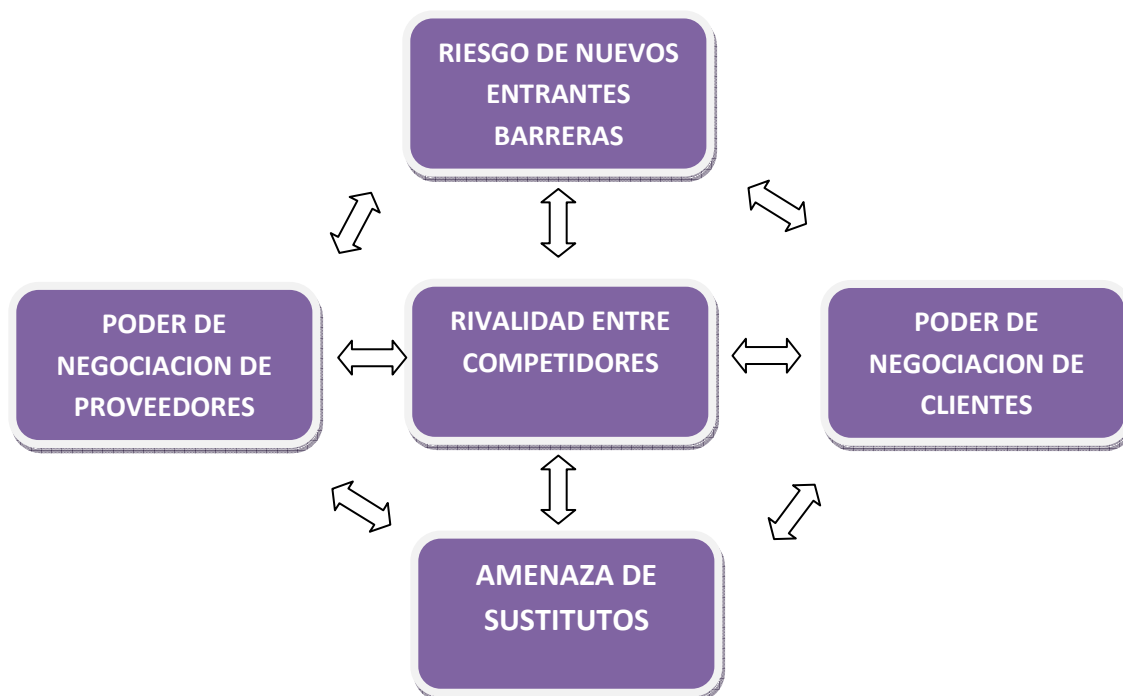 RIESGO DE NUEVOS
ENTRANTES
BARRERAS
PODER DE
NEGOCIACION DE
PROVEEDORES
RIVALIDAD ENTRE
COMPETIDORES
PODER DE
NEGOCIACION DE
CLIENTES
AMENAZA DE
SUSTITUTOS